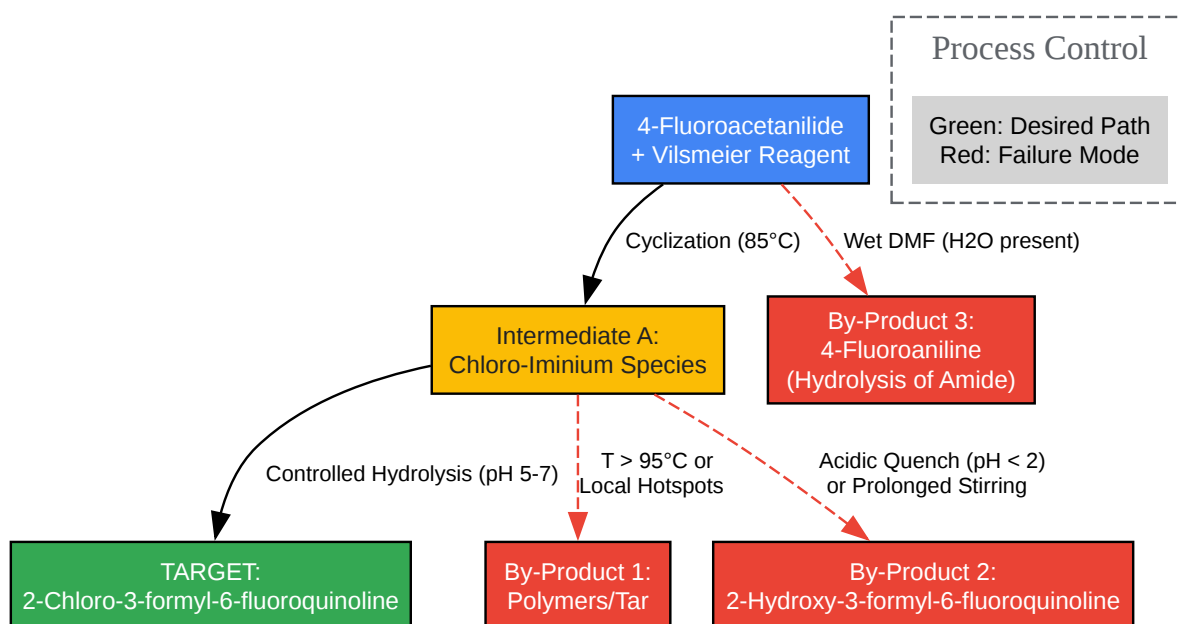 Process Control
Green: Desired Path
Red: Failure Mode
4-Fluoroacetanilide
+ Vilsmeier Reagent
Cyclization (85°C)
Wet DMF (H2O present)
Intermediate A:
Chloro-Iminium Species
By-Product 3:
4-Fluoroaniline
(Hydrolysis of Amide)
Controlled Hydrolysis (pH 5-7)
T > 95°C or
Local Hotspots
Acidic Quench (pH < 2)
or Prolonged Stirring
TARGET:
2-Chloro-3-formyl-6-fluoroquinoline
By-Product 1:
Polymers/Tar
By-Product 2:
2-Hydroxy-3-formyl-6-fluoroquinoline